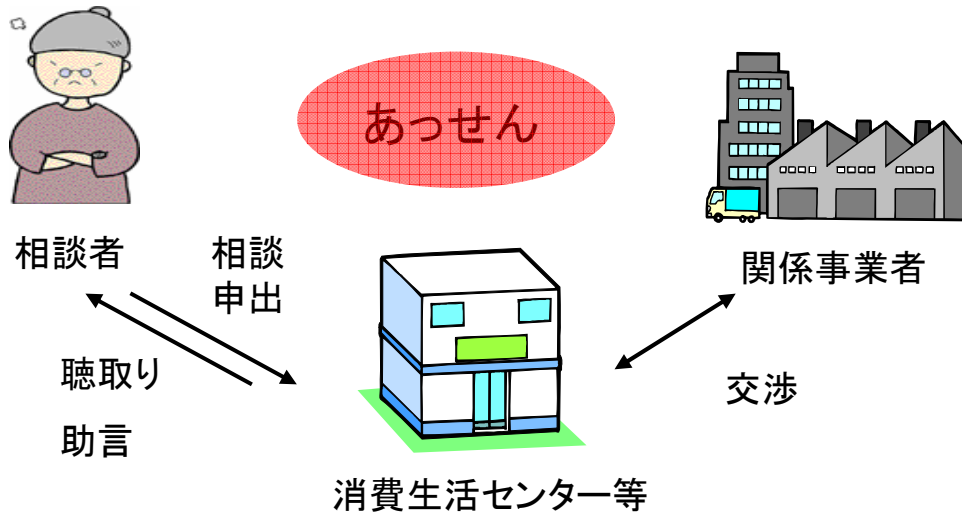 あっせん
相談者
相談
申出
関係事業者
聴取り
助言
交渉
消費生活センター等